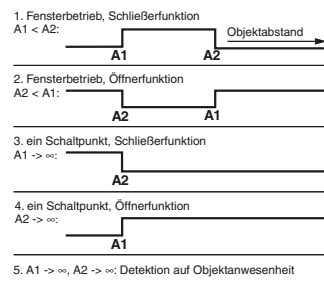 1. Fensterbetrieb, Schließerfunktion
A1 < A2:
Objektabstand
A1 A2
2. Fensterbetrieb, Öffnerfunktion
A2 < A1:
A2 A1
3. ein Schaltpunkt, Schließerfunktion
A1 -> ∞:
A2
4. ein Schaltpunkt, Öffnerfunktion
A2 -> ∞:
A1
5. A1 -> ∞, A2 -> ∞: Detektion auf Objektanwesenheit